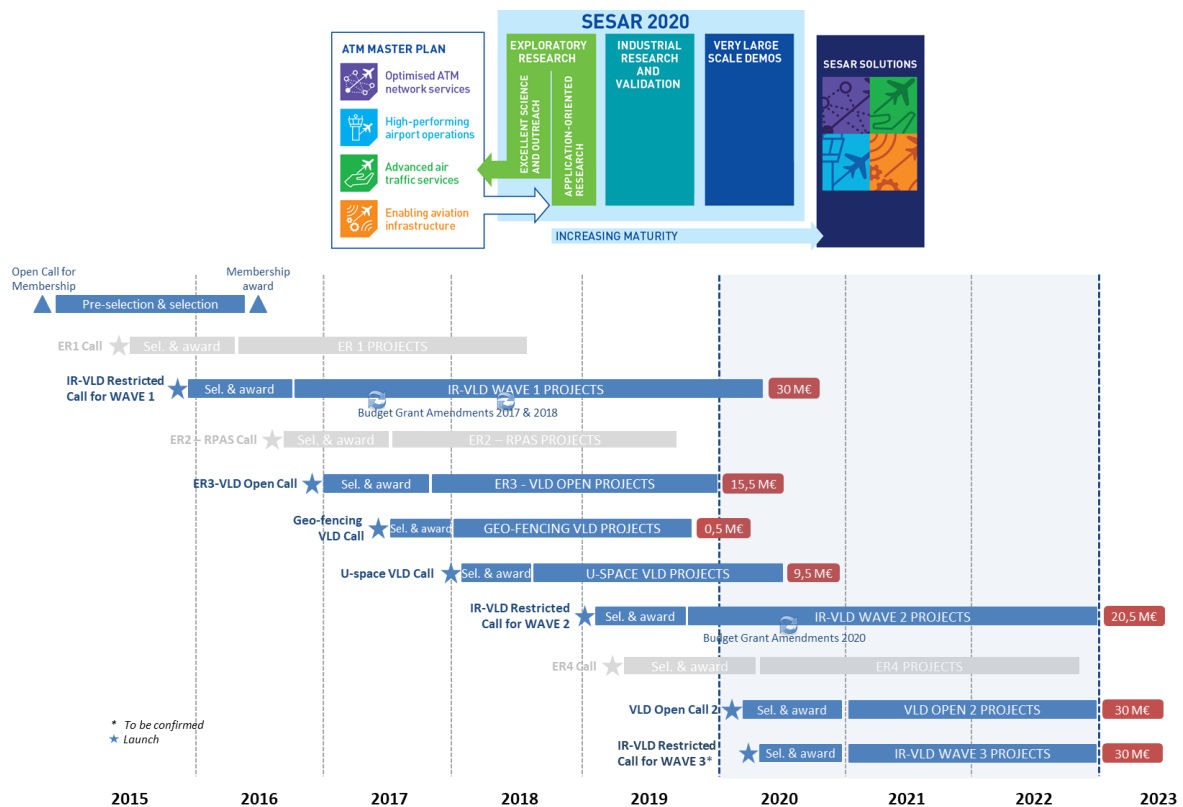 SESAR 2020
ATM MASTER PLAN
Optimised ATM
network services
High-performing
airport operations
Advanced air
traffic services
Enabling aviation
infrastructure
EXPLORATORY
RESEARCH
EXCELLENT SCIENCE
AND OUTREACH
APPLICATION-ORIENTED
RESEARCH
INDUSTRIAL
RESEARCH
AND
VALIDATION
VERY LARGE
SCALE DEMOS
SESAR SOLUTIONS
INCREASING MATURITY
Open Call for
Membership
Membership
award
Pre-selection & selection
ER1 Call
Sel. & award
ER 1 PROJECTS
IR-VLD Restricted
Call for WAVE 1
Sel. & award
IR-VLD WAVE 1 PROJECTS
30 M€
Budget Grant Amendments 2017 & 2018
ER2 – RPAS Call
Sel. & award
ER2 – RPAS PROJECTS
ER3-VLD Open Call
Sel. & award
ER3 - VLD OPEN PROJECTS
15,5 M€
Geo-fencing
VLD Call
Sel. & award
GEO-FENCING VLD PROJECTS
0,5 M€
U-space VLD Call
Sel. & award
U-SPACE VLD PROJECTS
9,5 M€
IR-VLD Restricted
Call for WAVE 2
Sel. & award
IR-VLD WAVE 2 PROJECTS
20,5 M€
Budget Grant Amendments 2020
ER4 Call
Sel. & award
ER4 PROJECTS
VLD Open Call 2
Sel. & award
VLD OPEN 2 PROJECTS
30 M€
IR-VLD Restricted
Call for WAVE 3*
Sel. & award
IR-VLD WAVE 3 PROJECTS
30 M€
* To be confirmed
Launch
2015 2016 2017 2018 2019 2020 2021 2022 2023